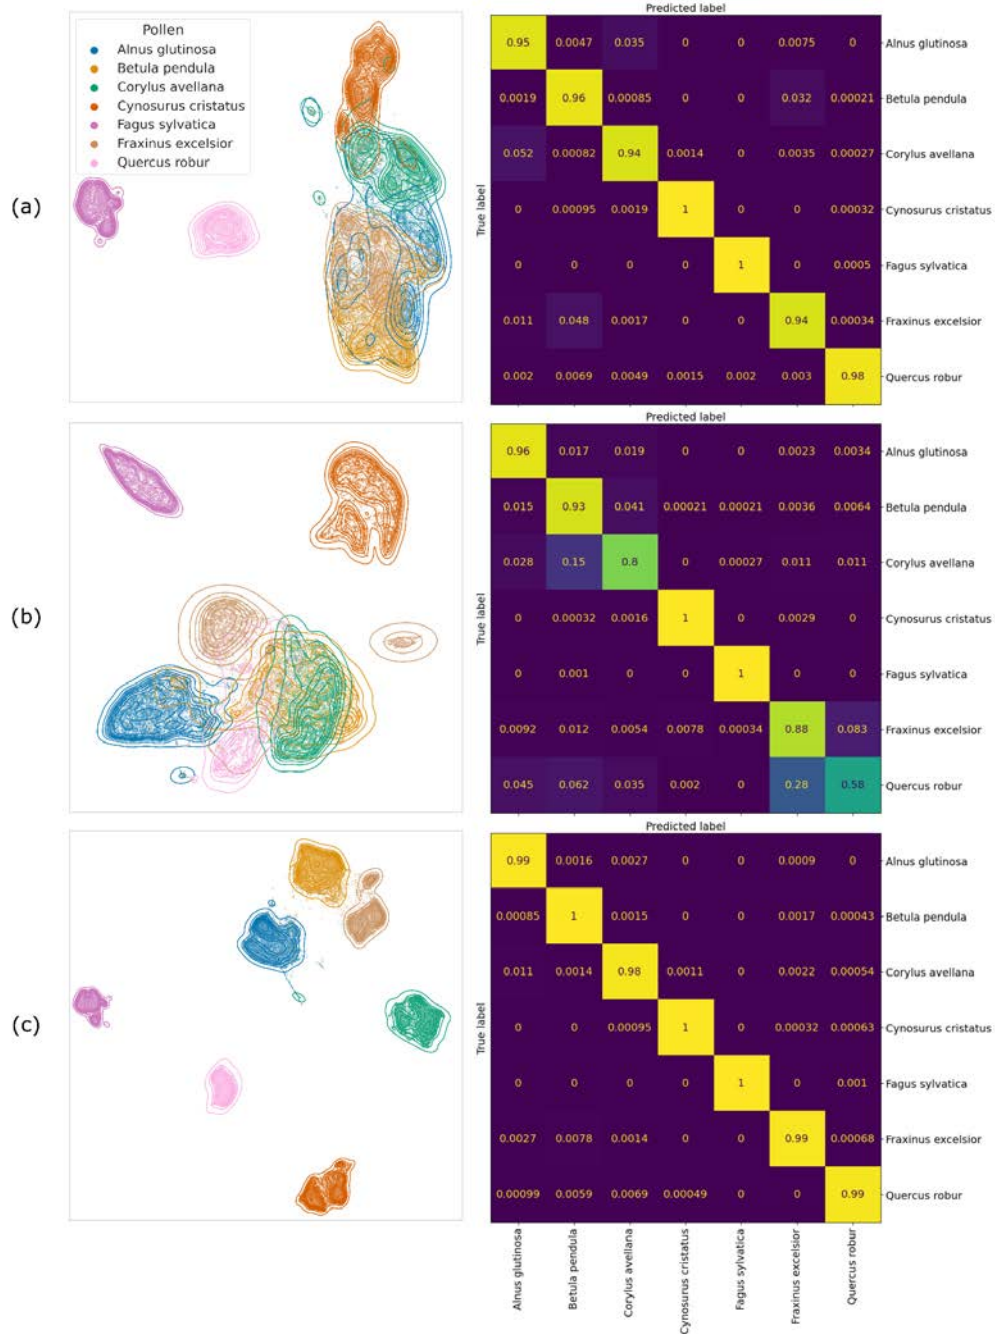 Pollen
Alnus glutinosa
Betula pendula
Corylus avellana
Cynosurus cristatus
Fagus sylvatica
Fraxinus excelsior
Quercus robur
(a)
Predicted label
True label
0.95 0.0047 0.035 0 0 0.0075 0 Alnus glutinosa
0.0019 0.96 0.00085 0 0 0.032 0.00021 Betula pendula
0.052 0.00082 0.94 0.0014 0 0.0035 0.00027 Corylus avellana
0 0.00095 0.0019 1 0 0 0.00032 Cynosurus cristatus
0 0 0 0 1 0 0.0005 Fagus sylvatica
0.011 0.048 0.0017 0 0 0.94 0.00034 Fraxinus excelsior
0.002 0.0069 0.0049 0.0015 0.002 0.003 0.98 Quercus robur
(b)
Predicted label
True label
0.96 0.017 0.019 0 0 0.0023 0.0034 Alnus glutinosa
0.015 0.93 0.041 0.00021 0.00021 0.0036 0.0064 Betula pendula
0.028 0.15 0.8 0 0.00027 0.011 0.011 Corylus avellana
0 0.00032 0.0016 1 0 0.0029 0 Cynosurus cristatus
0 0.001 0 0 1 0 0 Fagus sylvatica
0.0092 0.012 0.0054 0.0078 0.00034 0.88 0.083 Fraxinus excelsior
0.045 0.062 0.035 0.002 0 0.28 0.58 Quercus robur
(c)
Predicted label
True label
0.99 0.0016 0.0027 0 0 0.0009 0 Alnus glutinosa
0.00085 1 0.0015 0 0 0.0017 0.00043 Betula pendula
0.011 0.0014 0.98 0.0011 0 0.0022 0.00054 Corylus avellana
0 0 0.00095 1 0 0.00032 0.00063 Cynosurus cristatus
0 0 0 0 1 0 0.001 Fagus sylvatica
0.0027 0.0078 0.0014 0 0 0.99 0.00068 Fraxinus excelsior
0.00099 0.0059 0.0069 0.00049 0 0 0.99 Quercus robur
Alnus glutinosa
Betula pendula
Corylus avellana
Cynosurus cristatus
Fagus sylvatica
Fraxinus excelsior
Quercus robur